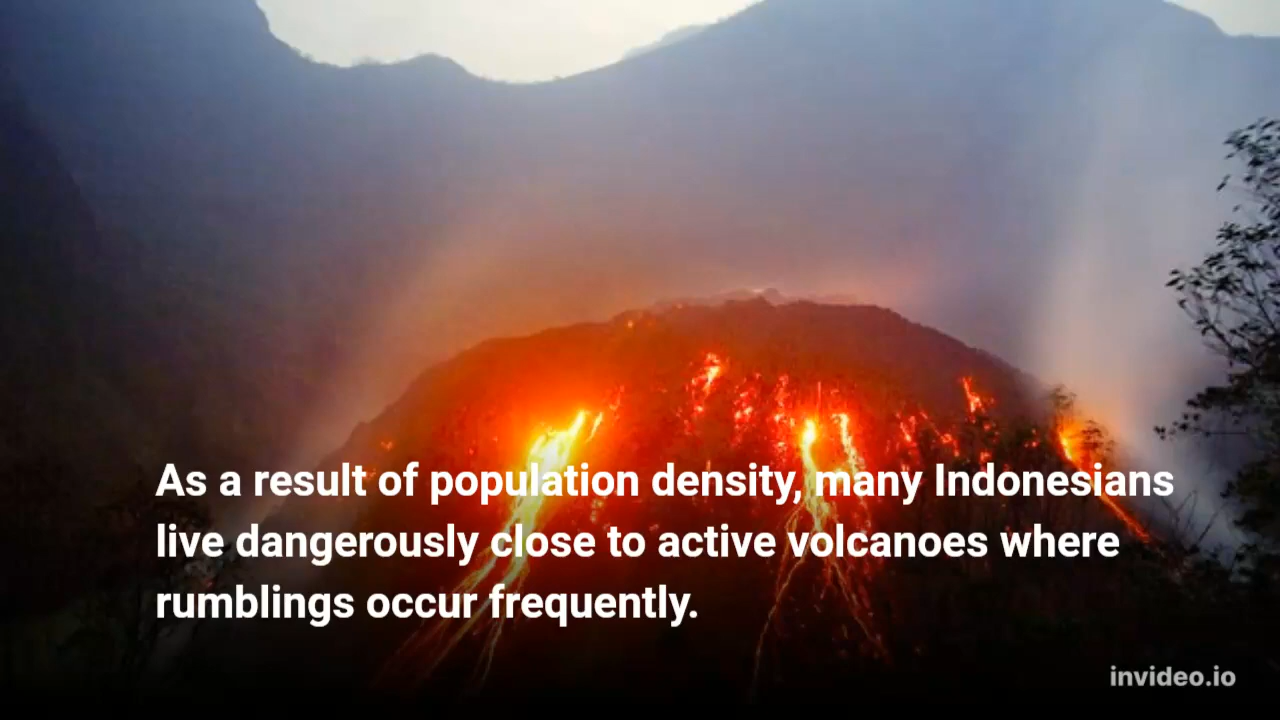 As a result of population density, many Indonesians
live dangerously close to active volcanoes where
rumblings occur frequently.
invideo.io